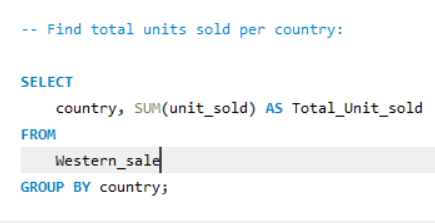 -- Find total units sold per country:
SELECT
country, SUM(unit_sold) AS Total_Unit_sold
FROM
Western_sale
GROUP BY country;